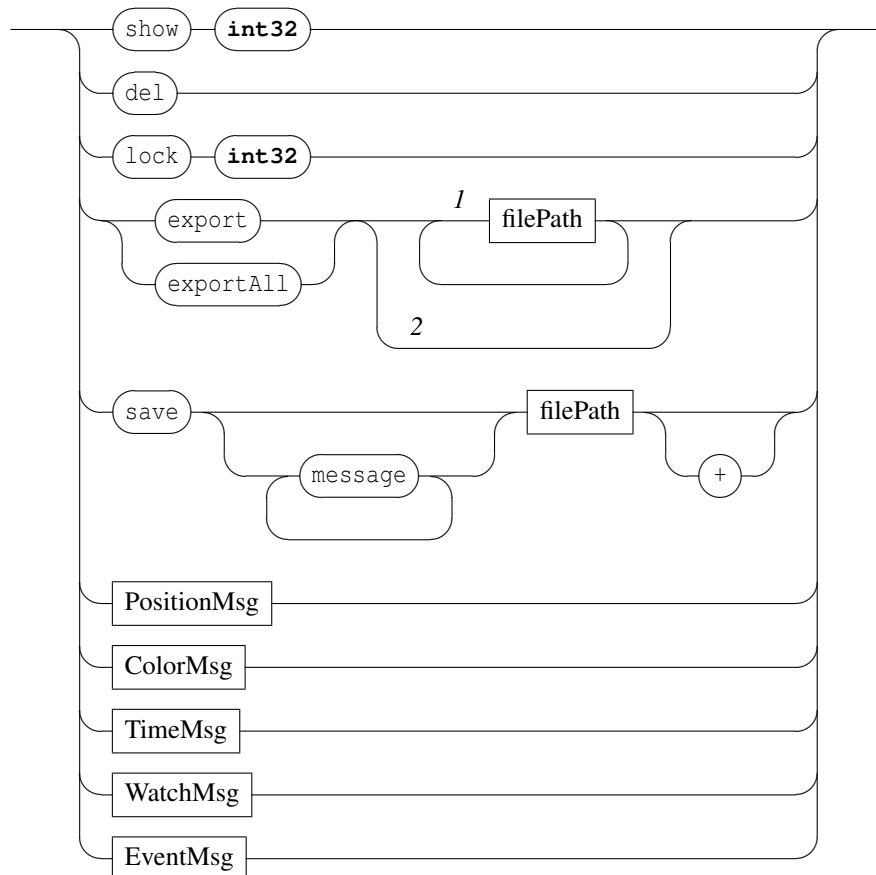 show int32
del
lock int32
1
export filePath
exportAll
2
save filePath
message +
PositionMsg
ColorMsg
TimeMsg
WatchMsg
EventMsg